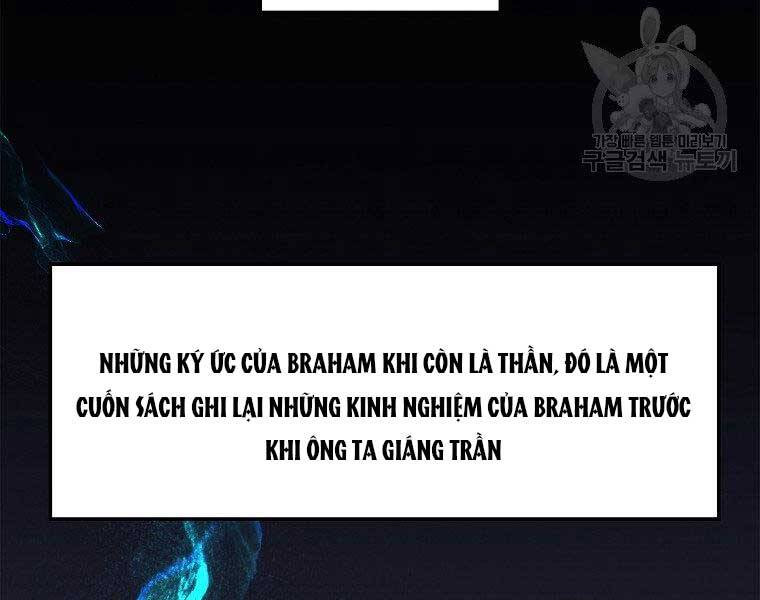 가장 빠른 웹툰 미리보기
구글검색 뉴토끼
NHỮNG KÝ ỨC CỦA BRAHAM KHI CÒN LÀ THẦN, ĐÓ LÀ MỘT
CUỐN SÁCH GHI LẠI NHỮNG KINH NGHIỆM CỦA BRAHAM TRƯỚC
KHI ÔNG TA GIÁNG TRẦN